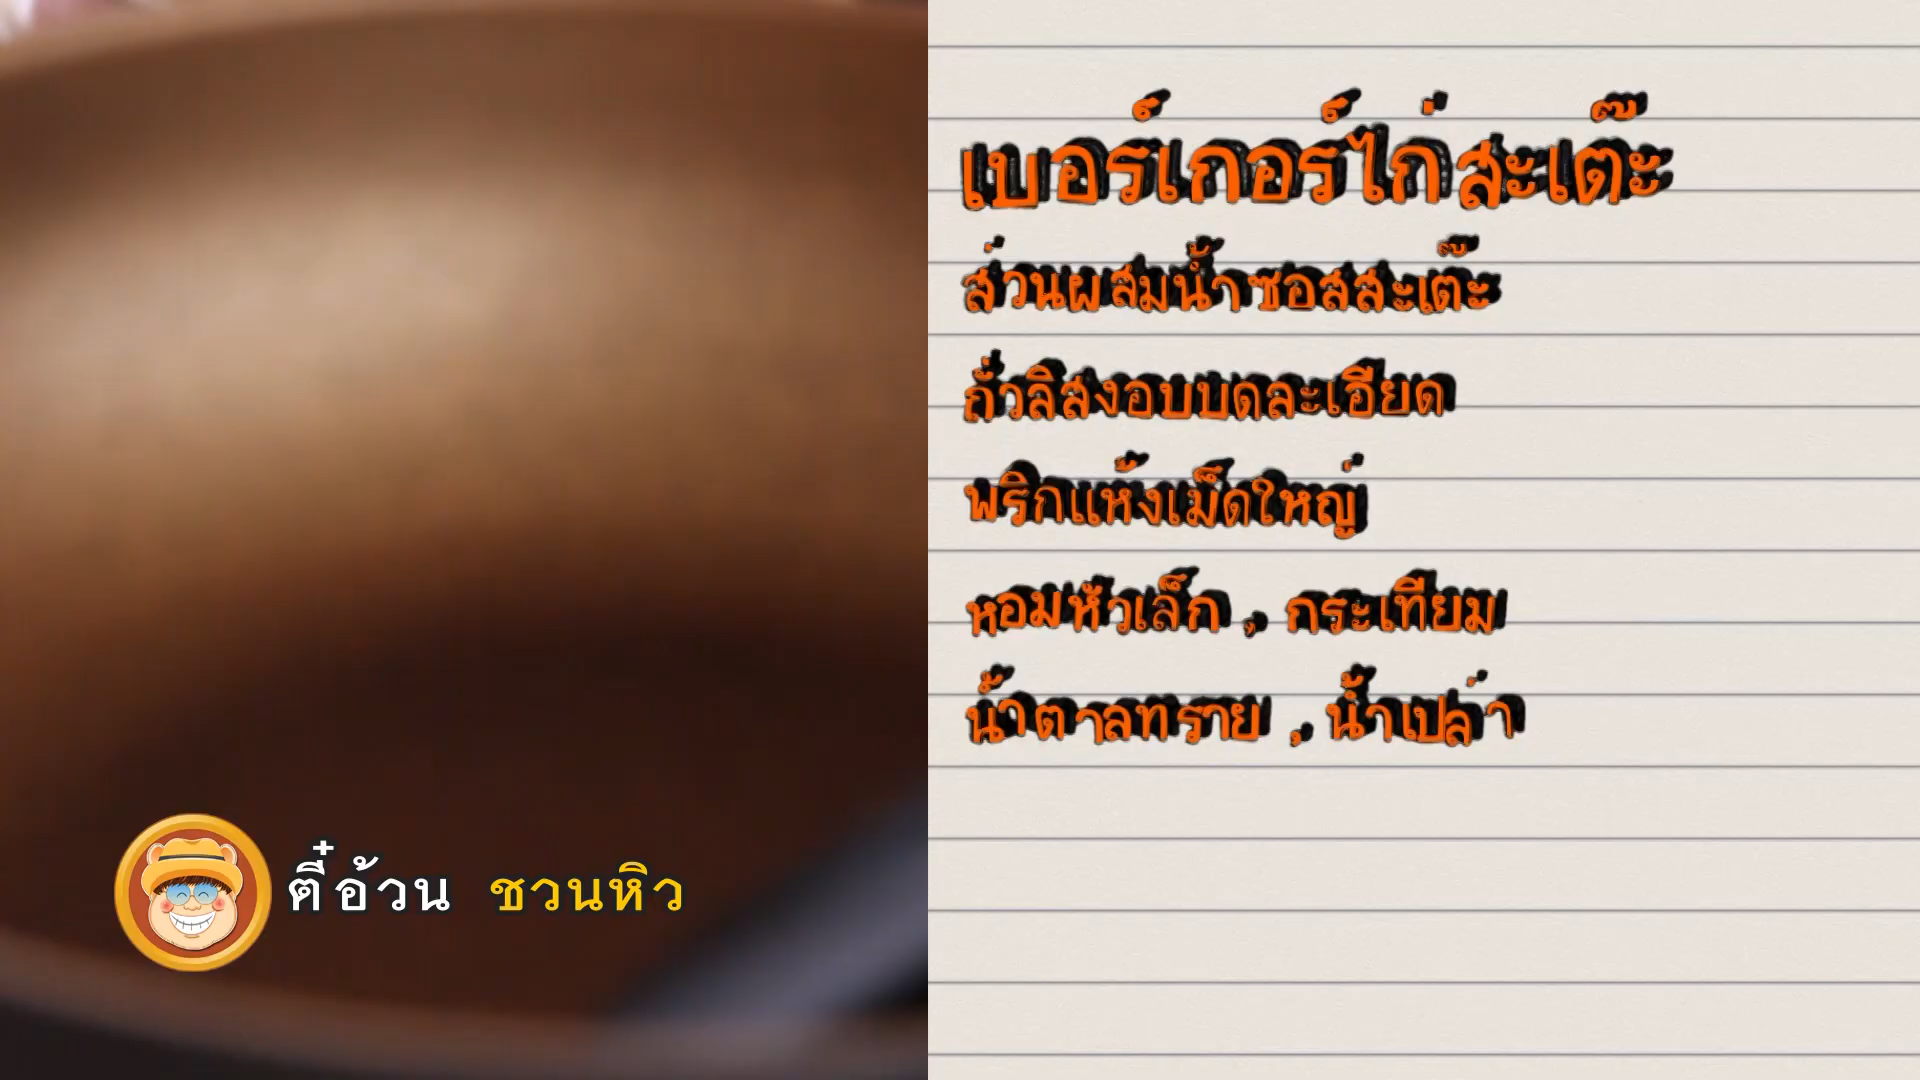 เบอร์เกอร์ไก่สะเต๊ะ
ส่วนผสมน้ำซอสสะเต๊ะ
ถั่วลิสงอบบดละเอียด
พริกแห้งเม็ดใหญ่
หอมหัวเล็ก , กระเทียม
น้ำตาลทราย , น้ำเปล่า
ตี๋อ้วน ชวนหิว